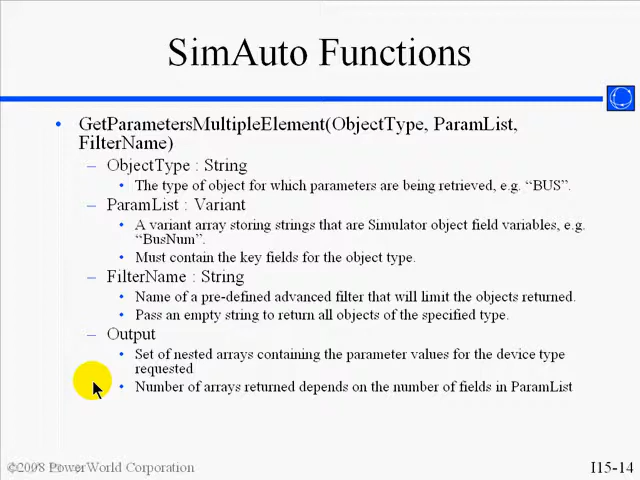 SimAuto Functions
• GetParametersMultipleElement(ObjectType, ParamList,
FilterName)
– ObjectType : String
• The type of object for which parameters are being retrieved, e.g. “BUS”.
– ParamList : Variant
• A variant array storing strings that are Simulator object field variables, e.g.
“BusNum”.
• Must contain the key fields for the object type.
– FilterName : String
• Name of a pre-defined advanced filter that will limit the objects returned.
• Pass an empty string to return all objects of the specified type.
– Output
• Set of nested arrays containing the parameter values for the device type
requested
• Number of arrays returned depends on the number of fields in ParamList
©2008 PowerWorld Corporation
I15-14